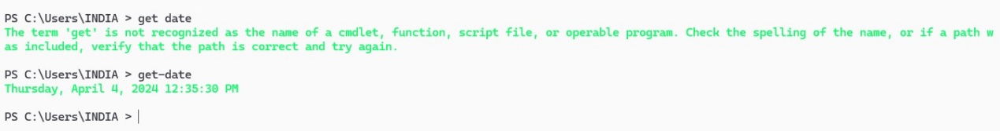 PS C:\Users\INDIA > get date
The term 'get' is not recognized as the name of a cmdlet, function, script file, or operable program. Check the spelling of the name, or if a path w
as included, verify that the path is correct and try again.
PS C:\Users\INDIA > get-date
Thursday, April 4, 2024 12:35:30 PM
PS C:\Users\INDIA >